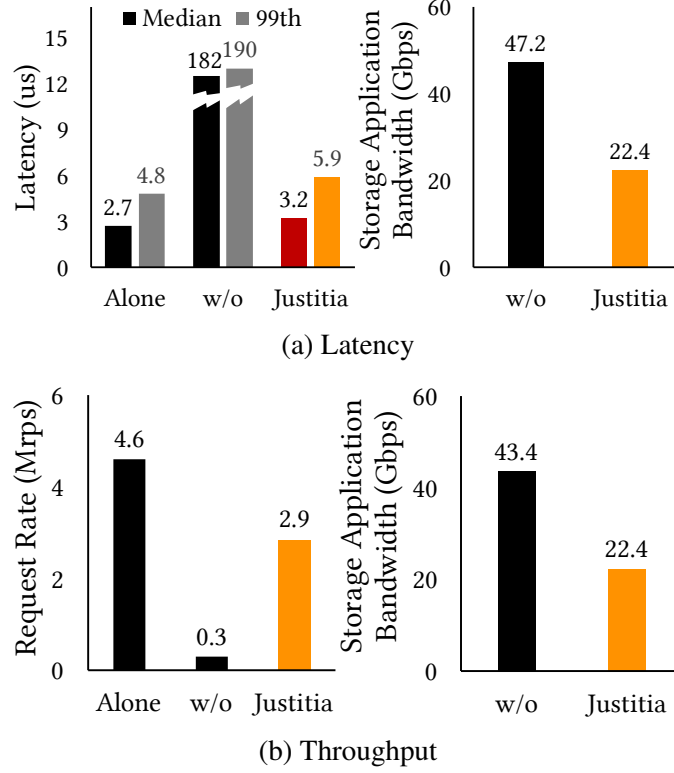 Median 99th
Latency (us)
15
12
9
6
3
0
2.7
4.8
182
190
3.2
5.9
Alone w/o Justitia
Storage Application
Bandwidth (Gbps)
60
40
20
0
47.2
22.4
w/o Justitia
(a) Latency
Request Rate (Mrps)
6
4
2
0
4.6
0.3
2.9
Alone w/o Justitia
Storage Application
Bandwidth (Gbps)
60
40
20
0
43.4
22.4
w/o Justitia
(b) Throughput